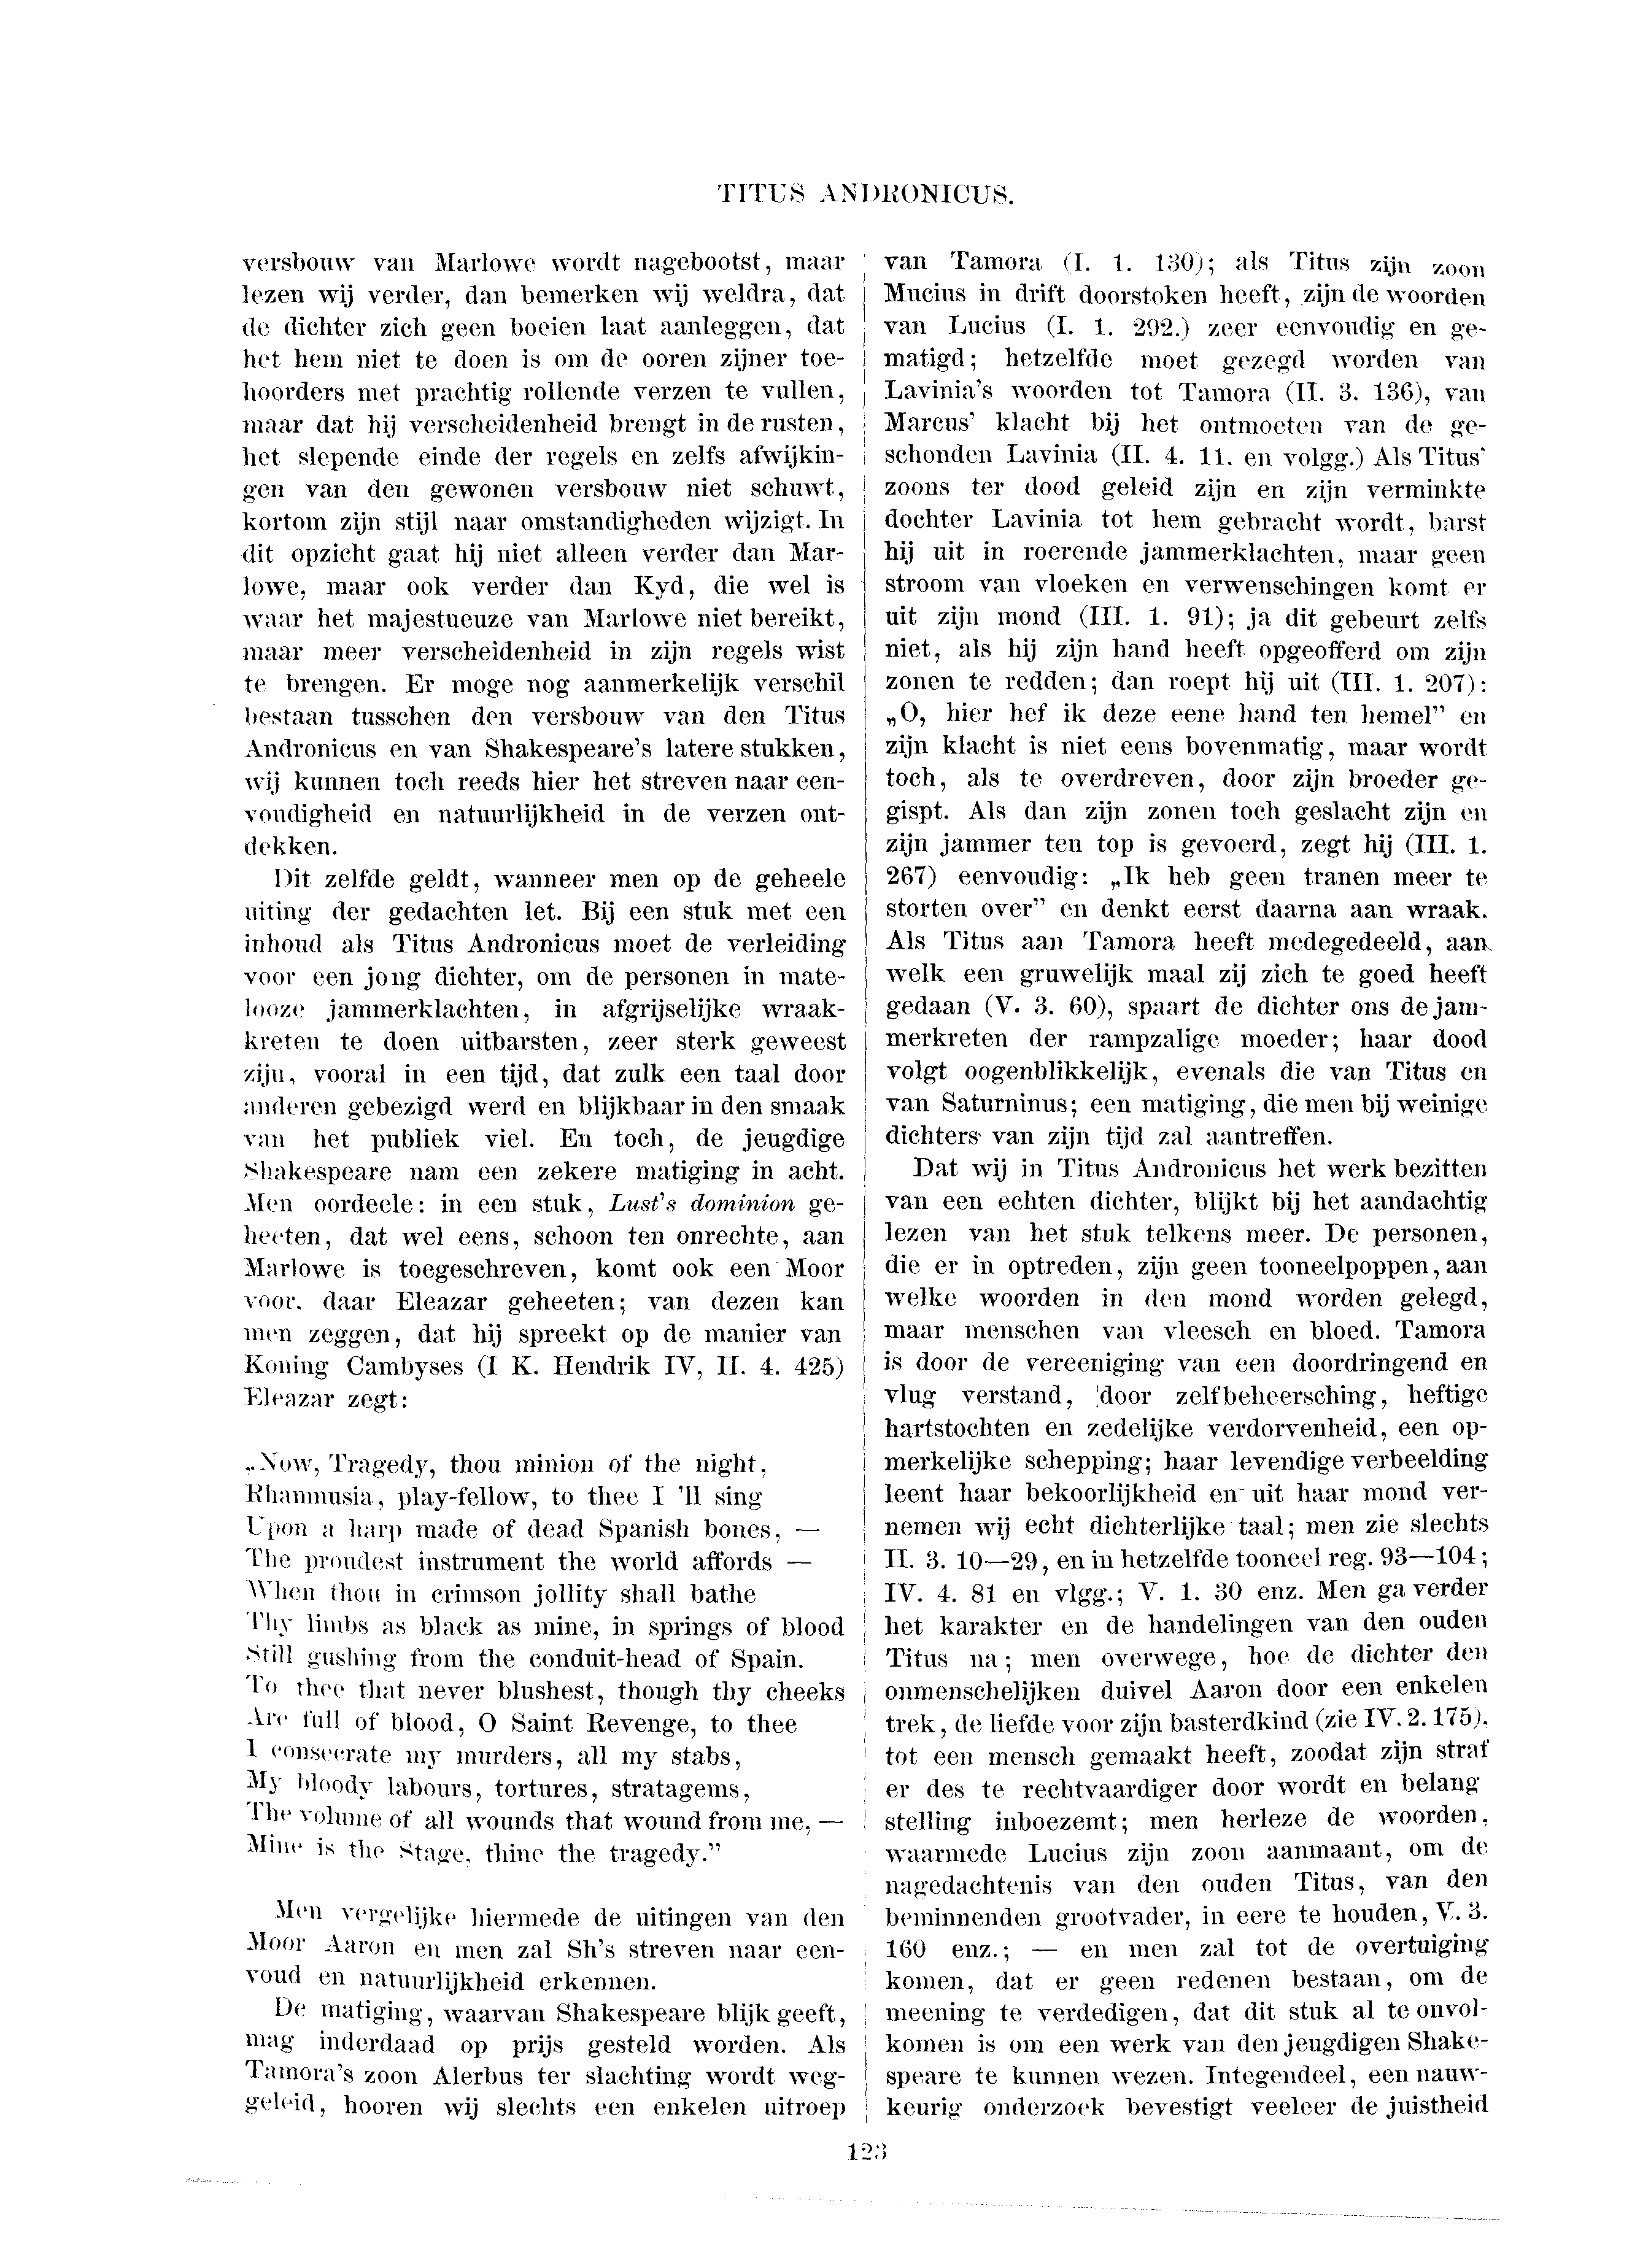 TITUS ANDRONICUS.
versbouw van Marlowe wordt nagebootst, maar
lezen wij verder, dan bemerken wij weldra, dat
de dichter zich geen boeien laat aanleggen, dat
het hem niet te doen is om de ooren zijner toe-
hoorders met prachtig rollende verzen te vullen,
maar dat hij verscheidenheid brengt in de rusten,
het slepende einde der regels en zelfs afwijkin-
gen van den gewonen versbouw niet schuwt,
kortom zijn stijl naar omstandigheden wijzigt. In
dit opzicht gaat hij niet alleen verder dan Mar-
lowe, maar ook verder dan Kyd, die wel is
waar het majestueuze van Marlowe niet bereikt,
maar meer verscheidenheid in zijn regels wist
te brengen. Er moge nog aanmerkelijk verschil
bestaan tusschen den versbouw van den Titus
Andronicus en van Shakespeare's latere stukken,
wij kunnen toch reeds hier het streven naar een-
voudigheid en natuurlijkheid in de verzen ont-
dekken.
Dit zelfde geldt, wanneer men op de geheele
uiting der gedachten let. Bij een stuk met een
inhoud als Titus Andronicus moet de verleiding
voor een jong dichter, om de personen in mate-
looze jammerklachten, in afgrijselijke wraak-
kreten te doen uitbarsten, zeer sterk geweest
zijn, vooral in een tijd, dat zulk een taal door
anderen gebezigd werd en blijkbaar in den smaak
van het publiek viel. En toch, de jeugdige
Shakespeare nam een zekere matiging in acht.
Men oordeele: in een stuk, Lust's dominion ge-
heeten, dat wel eens, schoon ten onrechte, aan
Marlowe is toegeschreven, komt ook een Moor
voor. daar Eleazar geheeten; van dezen kan
men zeggen, dat hij spreekt op de manier van
Koning Cambyses (I K. Hendrik IV, II. 4. 425)
Eleazar zegt:
„Now, Tragedy, thou minion of the night,
Rhamnusia, play-fellow, to thee I 'll sing
Upon a harp made of dead Spanish bones, —
The proudest instrument the world affords —
When thou in crimson jollity shall bathe
Thy limbs as black as mine, in springs of blood
Still gushing from the conduit-head of Spain.
To thee that never blushest, though thy cheeks
Are full of blood, O Saint Revenge, to thee
I consecrate my murders, all my stabs,
My bloody labours, tortures, stratagems,
The volume of all wounds that wound from me, —
Mine is the Stage, thine the tragedy.”
Men vergelijke hiermede de uitingen van den
Moor Aaron en men zal Sh's streven naar een-
voud en natuurlijkheid erkennen.
De matiging, waarvan Shakespeare blijk geeft,
mag inderdaad op prijs gesteld worden. Als
Tamora's zoon Alerbus ter slachting wordt weg-
geleid, hooren wij slechts een enkelen uitroep
van Tamora (I. 1. 130); als Titus zijn zoon
Mucius in drift doorstoken heeft, zijn de woorden
van Lucius (I. 1. 292.) zeer eenvoudig en ge-
matigd; hetzelfde moet gezegd worden van
Lavinia's woorden tot Tamora (II. 3. 136), van
Marcus' klacht bij het ontmoeten van de ge-
schonden Lavinia (II. 4. 11. en volgg.) Als Titus'
zoons ter dood geleid zijn en zijn verminkte
dochter Lavinia tot hem gebracht wordt, barst
hij uit in roerende jammerklachten, maar geen
stroom van vloeken en verwenschingen komt er
uit zijn mond (III. 1. 91); ja dit gebeurt zelfs
niet, als hij zijn hand heeft opgeofferd om zijn
zonen te redden; dan roept hij uit (III. 1. 207):
„O, hier hef ik deze eene hand ten hemel” en
zijn klacht is niet eens bovenmatig, maar wordt
toch, als te overdreven, door zijn broeder ge-
gispt. Als dan zijn zonen toch geslacht zijn en
zijn jammer ten top is gevoerd, zegt hij (III. 1.
267) eenvoudig: „Ik heb geen tranen meer te
storten over” en denkt eerst daarna aan wraak.
Als Titus aan Tamora heeft medegedeeld, aan
welk een gruwelijk maal zij zich te goed heeft
gedaan (V. 3. 60), spaart de dichter ons de jam-
merkreten der rampzalige moeder; haar dood
volgt oogenblikkelijk, evenals die van Titus en
van Saturninus; een matiging, die men bij weinige
dichters van zijn tijd zal aantreffen.
Dat wij in Titus Andronicus het werk bezitten
van een echten dichter, blijkt bij het aandachtig
lezen van het stuk telkens meer. De personen,
die er in optreden, zijn geen tooneelpoppen, aan
welke woorden in den mond worden gelegd,
maar menschen van vleesch en bloed. Tamora
is door de vereeniging van een doordringend en
vlug verstand, door zelfbeheersching, heftige
hartstochten en zedelijke verdorvenheid, een op-
merkelijke schepping; haar levendige verbeelding
leent haar bekoorlijkheid en uit haar mond ver-
nemen wij echt dichterlijke taal; men zie slechts
II. 3. 10—29, en in hetzelfde tooneel reg. 93—104;
IV. 4. 81 en vlgg.; V. 1. 30 enz. Men ga verder
het karakter en de handelingen van den ouden
Titus na; men overwege, hoe de dichter den
onmenschelijken duivel Aaron door een enkelen
trek, de liefde voor zijn basterdkind (zie IV. 2. 175),
tot een mensch gemaakt heeft, zoodat zijn straf
er des te rechtvaardiger door wordt en belang
stelling inboezemt; men herleze de woorden,
waarmede Lucius zijn zoon aanmaant, om de
nagedachtenis van den ouden Titus, van den
beminnenden grootvader, in eere te houden, V. 3.
160 enz.; — en men zal tot de overtuiging
komen, dat er geen redenen bestaan, om de
meening te verdedigen, dat dit stuk al te onvol-
komen is om een werk van den jeugdigen Shake-
speare te kunnen wezen. Integendeel, een nauw-
keurig onderzoek bevestigt veeleer de juistheid
123